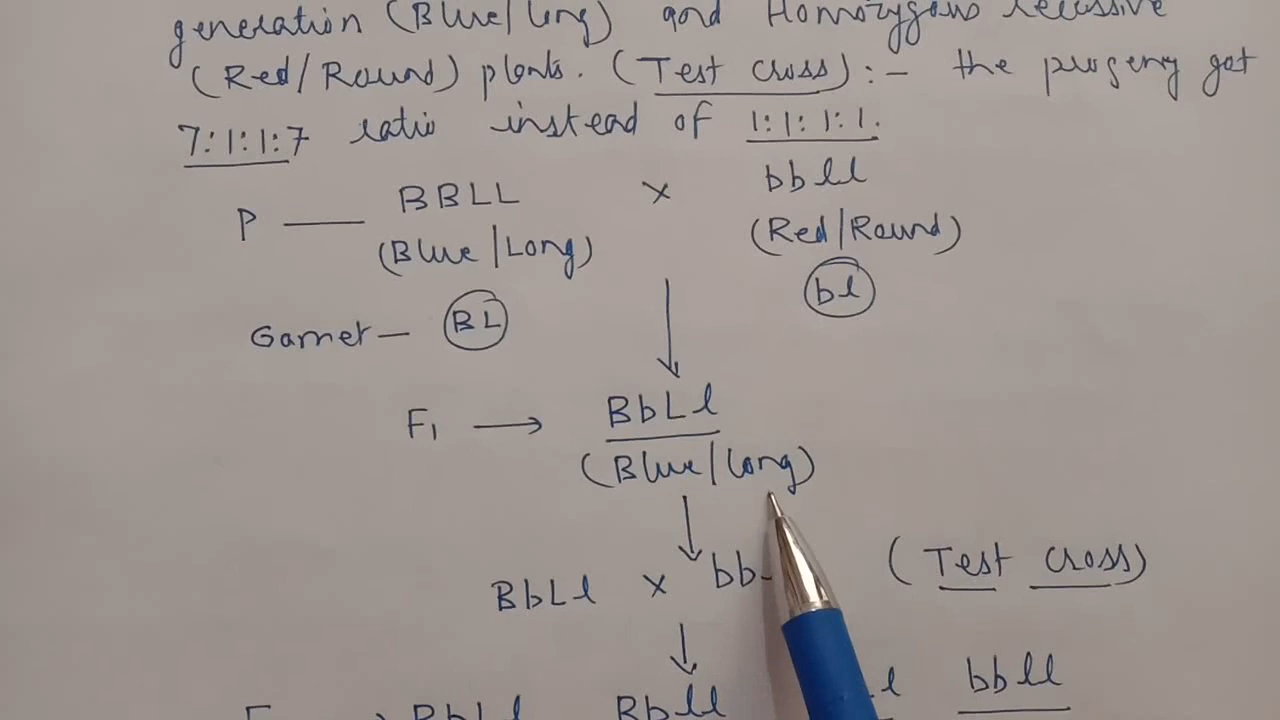 generation (Blue/long) and Homozygous recessive
(Red/Round) plants. (Test cross) :- the progeny got
7:1:1:7 ratio instead of 1:1:1:1.
P — BBLL x bbll
(Blue/Long) (Red/Round)
Gamet — BL bl
F1 → BbLl
(Blue/long)
BbLl x bb (Test cross)
BbLl Bbll l bbll